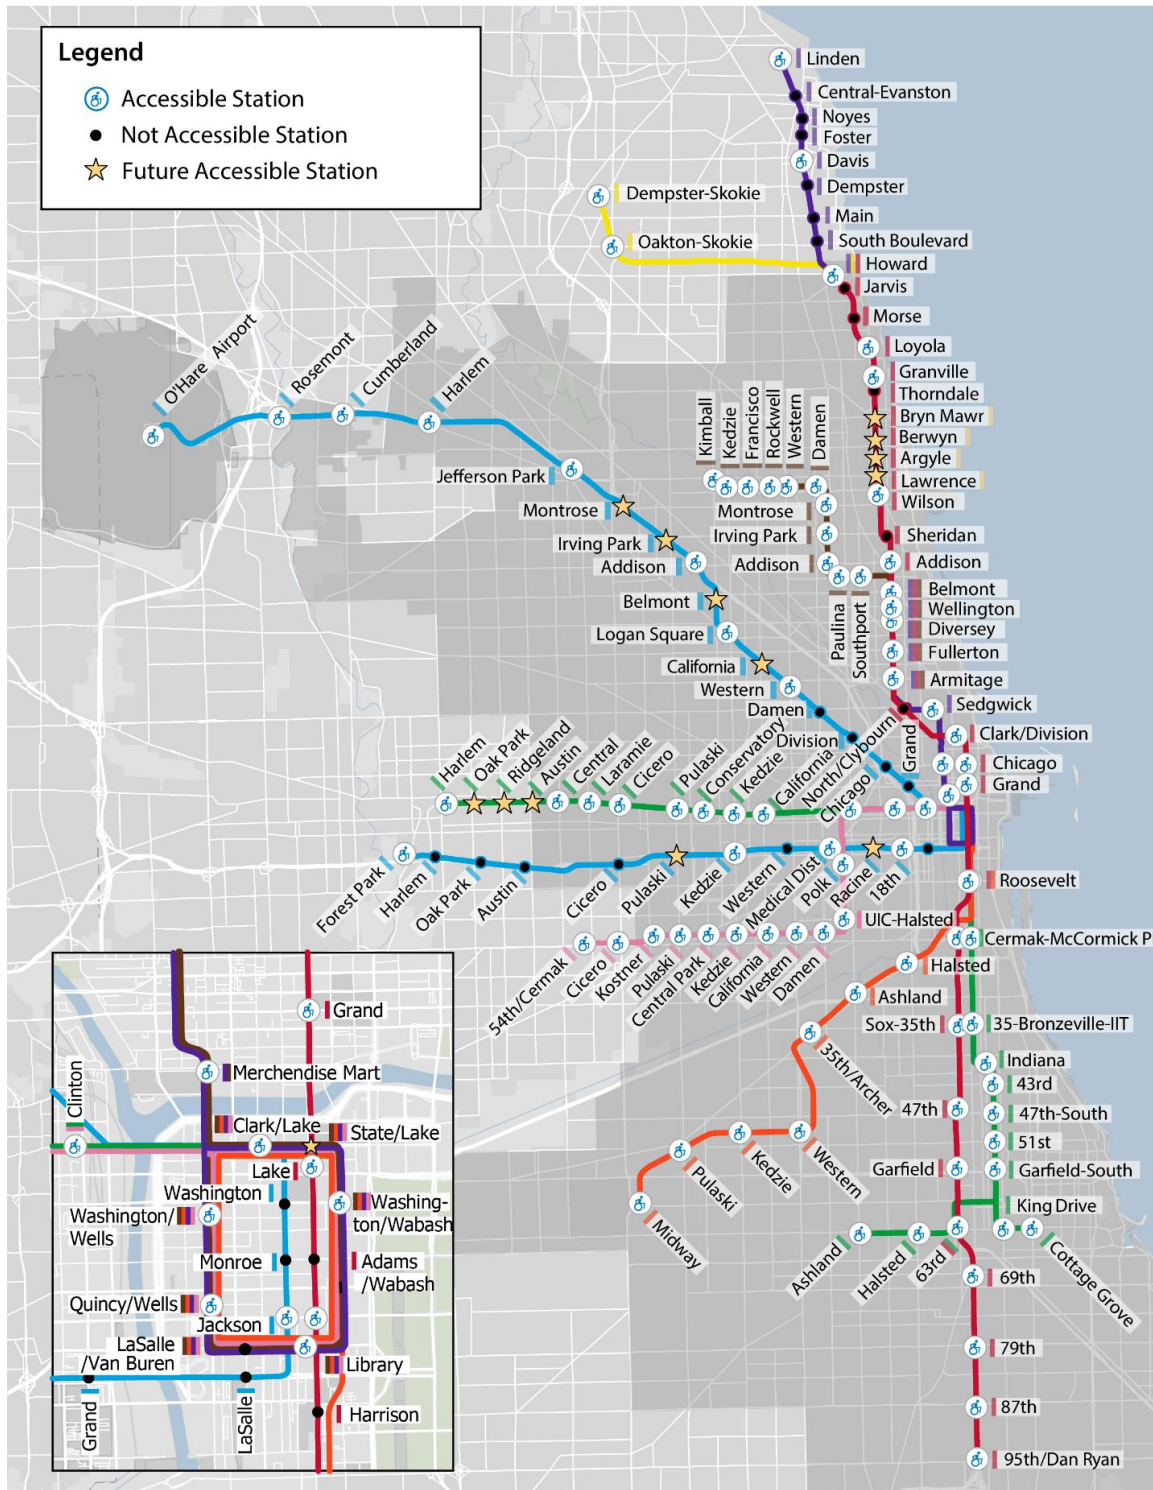 Legend
Accessible Station
Not Accessible Station
Future Accessible Station
Linden
Central-Evanston
Noyes
Foster
Davis
Dempster
Main
South Boulevard
Howard
Jarvis
Morse
Loyola
Granville
Thorndale
Bryn Mawr
Berwyn
Argyle
Lawrence
Wilson
Sheridan
Addison
Belmont
Wellington
Diversey
Fullerton
Armitage
Sedgwick
Clark/Division
Chicago
Grand
Dempster-Skokie
Oakton-Skokie
O'Hare Airport
Rosemont
Cumberland
Harlem
Jefferson Park
Montrose
Irving Park
Addison
Belmont
Logan Square
California
Western
Damen
Division
Chicago
Grand
North/Clybourn
Kimball
Kedzie
Francisco
Rockwell
Western
Damen
Montrose
Irving Park
Addison
Paulina
Southport
Harlem
Oak Park
Ridgeland
Austin
Central
Laramie
Cicero
Pulaski
Conservatory
Kedzie
California
Forest Park
Harlem
Oak Park
Austin
Cicero
Pulaski
Kedzie
Western
Medical Dist
Polk
Racine
18th
UIC-Halsted
54th/Cermak
Cicero
Kostner
Pulaski
Central Park
Kedzie
California
Western
Damen
Roosevelt
Cermak-McCormick P
Halsted
Ashland
35th/Archer
Western
Kedzie
Pulaski
Midway
Sox-35th
35-Bronzeville-IIT
Indiana
43rd
47th
47th-South
51st
Garfield
Garfield-South
King Drive
Cottage Grove
Ashland
Halsted
63rd
69th
79th
87th
95th/Dan Ryan
Grand
Merchendise Mart
Clinton
Clark/Lake
State/Lake
Lake
Washington
Washington/
Wells
Washing-
ton/Wabash
Monroe
Adams
/Wabash
Quincy/Wells
Jackson
LaSalle
/Van Buren
Library
Grand
LaSalle
Harrison